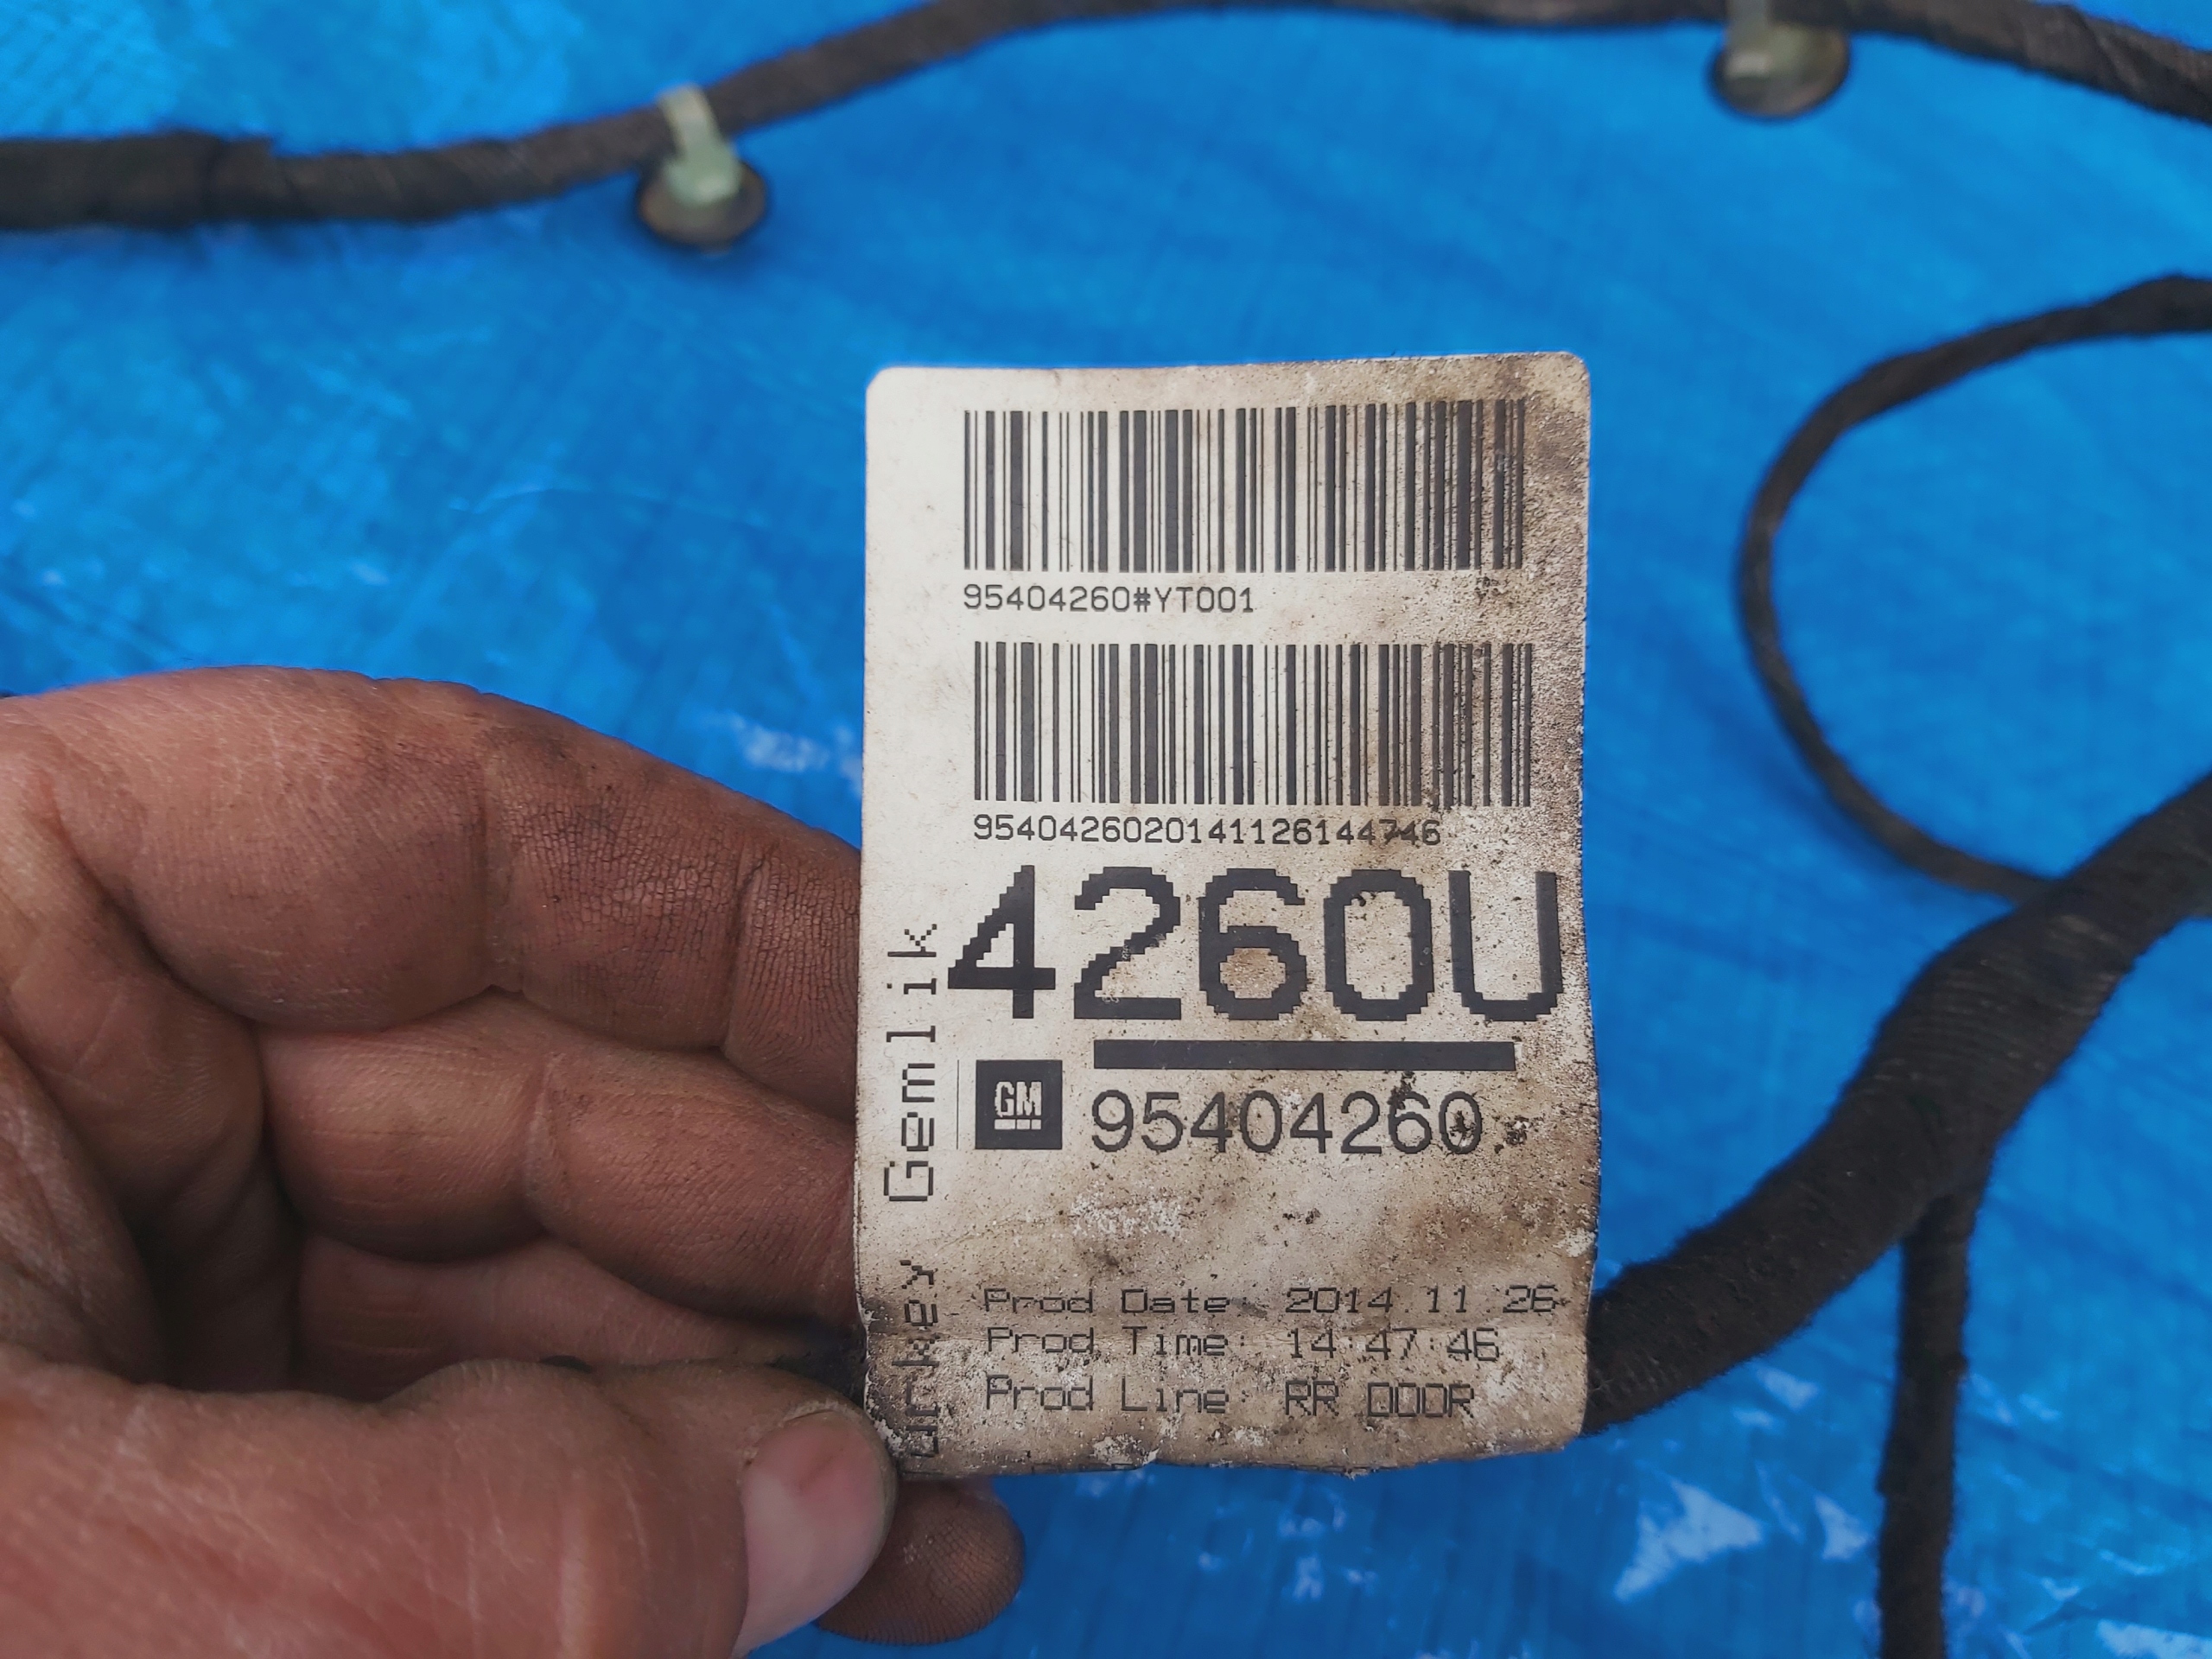 95404260#YT001
9540426020141126144746
4260U
GM
95404260
Prod Date: 2014.11.26
Prod Time: 14:47:46
Prod Line: RR DOOR
Gemlik